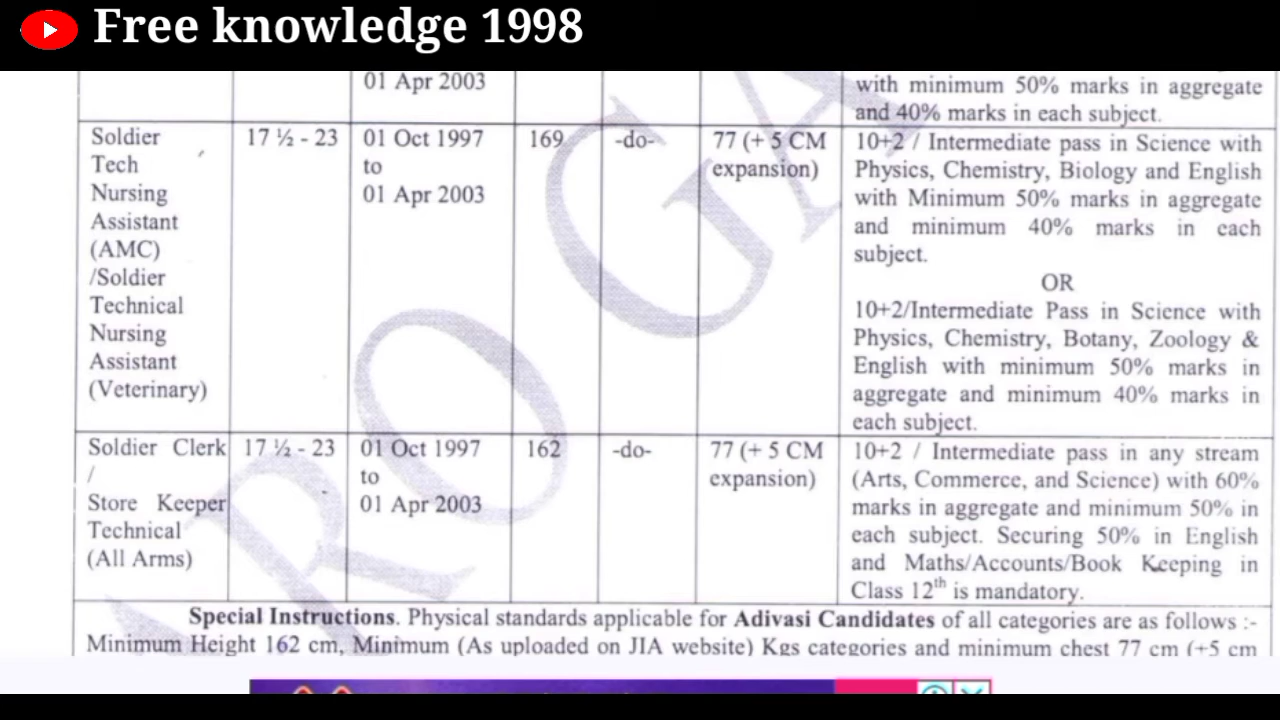 Free knowledge 1998
01 Apr 2003
with minimum 50% marks in aggregate
and 40% marks in each subject.
Soldier
Tech
Nursing
Assistant
(AMC)
/Soldier
Technical
Nursing
Assistant
(Veterinary)
17 ½ - 23
01 Oct 1997
to
01 Apr 2003
169
-do-
77 (+ 5 CM
expansion)
10+2 / Intermediate pass in Science with
Physics, Chemistry, Biology and English
with Minimum 50% marks in aggregate
and minimum 40% marks in each
subject.
OR
10+2/Intermediate Pass in Science with
Physics, Chemistry, Botany, Zoology &
English with minimum 50% marks in
aggregate and minimum 40% marks in
each subject.
Soldier Clerk
/
Store Keeper
Technical
(All Arms)
17 ½ - 23
01 Oct 1997
to
01 Apr 2003
162
-do-
77 (+ 5 CM
expansion)
10+2 / Intermediate pass in any stream
(Arts, Commerce, and Science) with 60%
marks in aggregate and minimum 50% in
each subject. Securing 50% in English
and Maths/Accounts/Book Keeping in
Class 12th is mandatory.
Special Instructions. Physical standards applicable for Adivasi Candidates of all categories are as follows :-
Minimum Height 162 cm, Minimum (As uploaded on JIA website) Kgs categories and minimum chest 77 cm (+5 cm
ARO GA